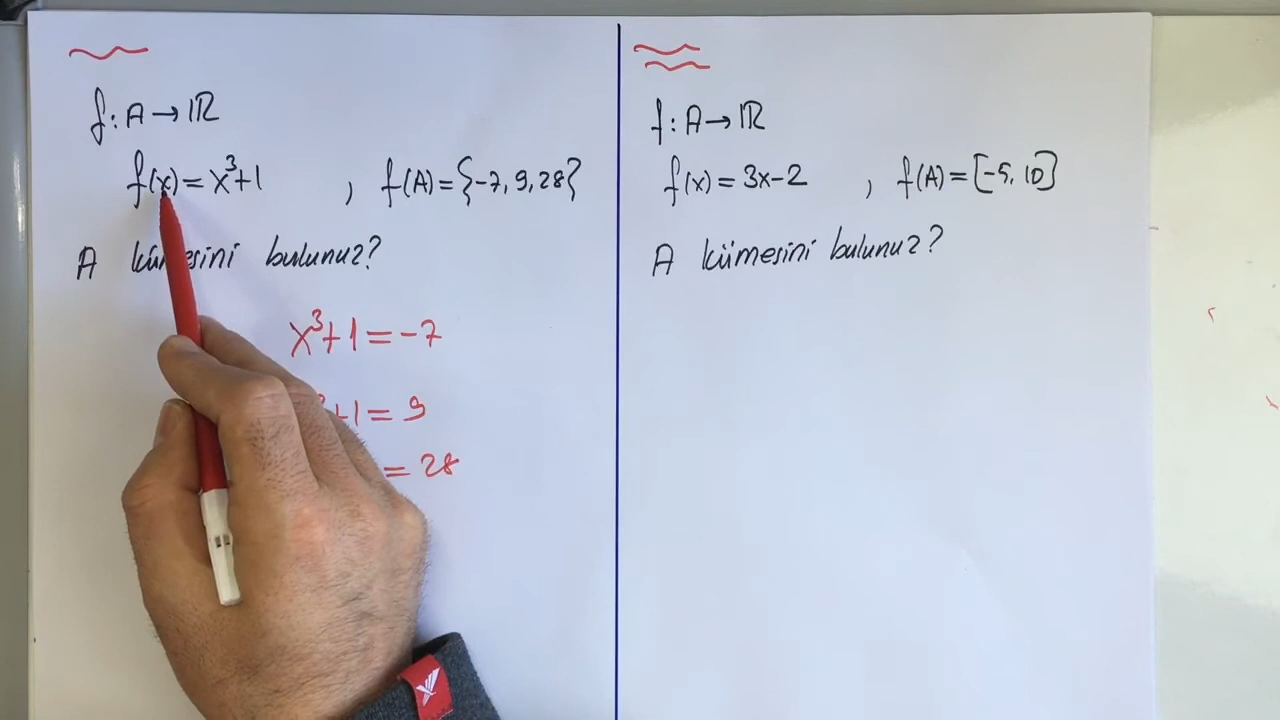 f: A → ℝ
f(x) = x³+1 , f(A) = {-7, 9, 28}
A kümesini bulunuz?
x³+1 = -7
+1 = 9
= 28
f: A → ℝ
f(x) = 3x-2 , f(A) = [-5, 10]
A kümesini bulunuz?